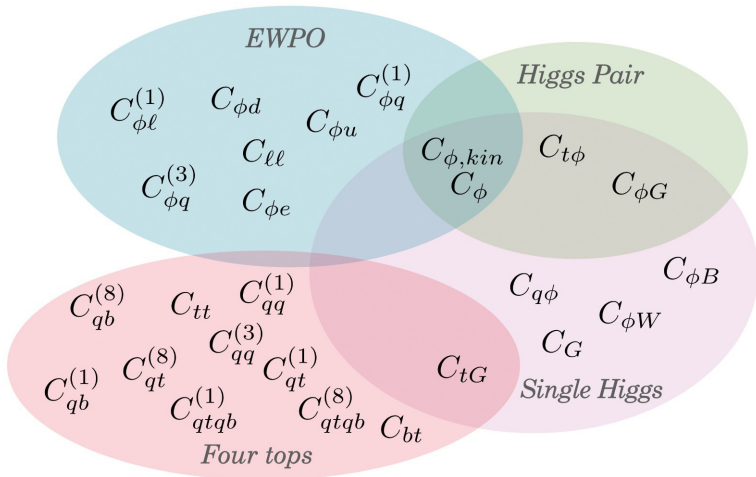 EWPO
Higgs Pair
C_{φℓ}^{(1)} C_{φd} C_{φu} C_{φq}^{(1)}
C_{ℓℓ}
C_{φq}^{(3)} C_{φe}
C_{φ,kin} C_{tφ}
C_φ C_{φG}
C_{qφ} C_{φB}
C_{φW}
C_G
C_{tG}
Single Higgs
C_{qb}^{(8)} C_{tt} C_{qq}^{(1)}
C_{qq}^{(3)}
C_{qb}^{(1)} C_{qt}^{(8)} C_{qt}^{(1)}
C_{qtqb}^{(1)} C_{qtqb}^{(8)} C_{bt}
Four tops